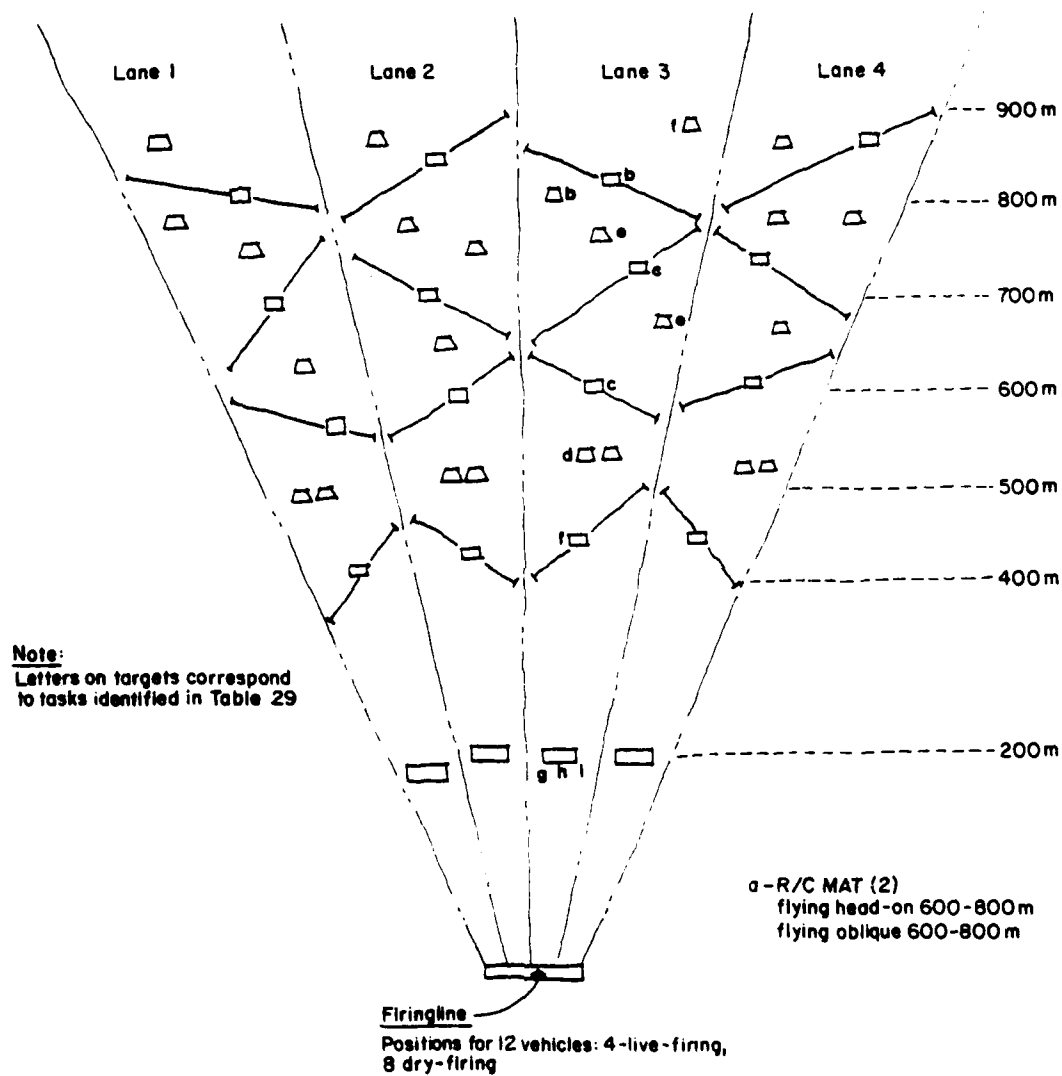 Lane 1
Lane 2
Lane 3
Lane 4
900 m
f
b
b
800 m
e
e
700 m
e
600 m
c
d
500 m
f
400 m
Note:
Letters on targets correspond
to tasks identified in Table 29
200 m
g h i
a-R/C MAT (2)
flying head-on 600-800 m
flying oblique 600-800 m
Firingline
Positions for 12 vehicles: 4-live-firing,
8 dry-firing